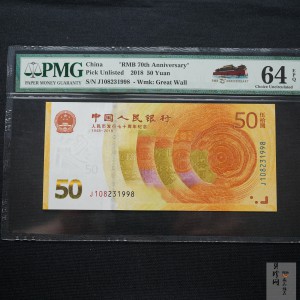 PMG
PAPER MONEY GUARANTY
China "RMB 70th Anniversary"
Pick Unlisted 2018 50 Yuan
S/N J108231998 - Wmk: Great Wall
64 EPQ
Choice Uncirculated
中国人民银行
人民币发行七十周年纪念
1948-2018
50
50
J108231998
J108231998